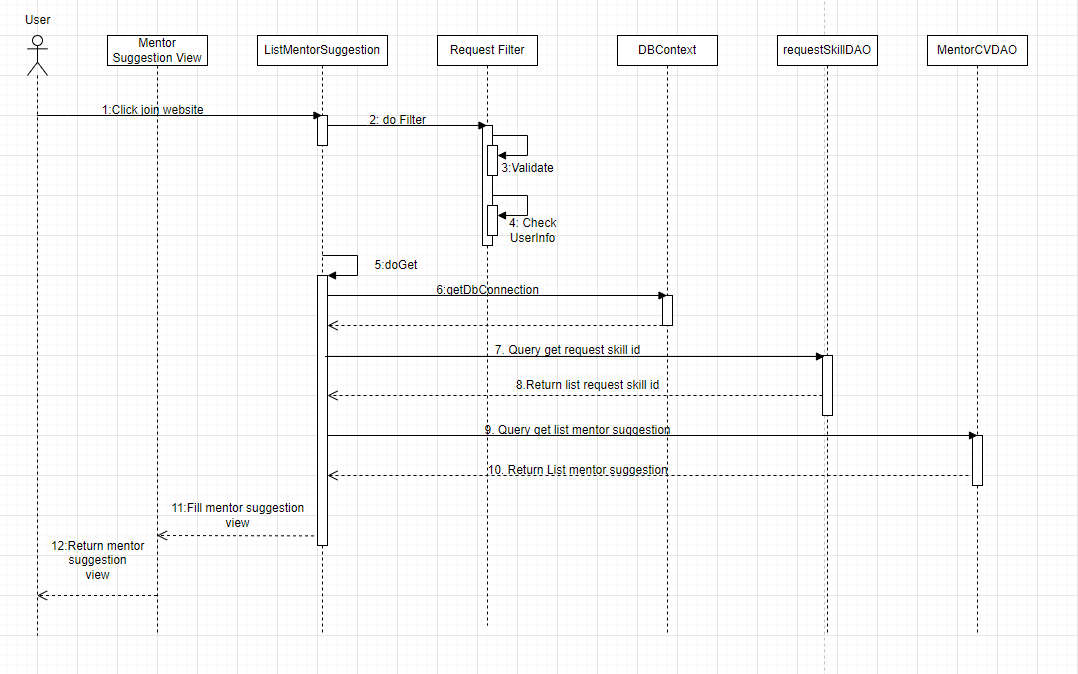 User
Mentor
Suggestion View
ListMentorSuggestion
Request Filter
DBContext
requestSkillDAO
MentorCVDAO
1:Click join website
2: do Filter
3:Validate
4: Check
UserInfo
5:doGet
6:getDbConnection
7. Query get request skill id
8.Return list request skill id
9. Query get list mentor suggestion
10. Return List mentor suggestion
11:Fill mentor suggestion
view
12:Return mentor
suggestion
view